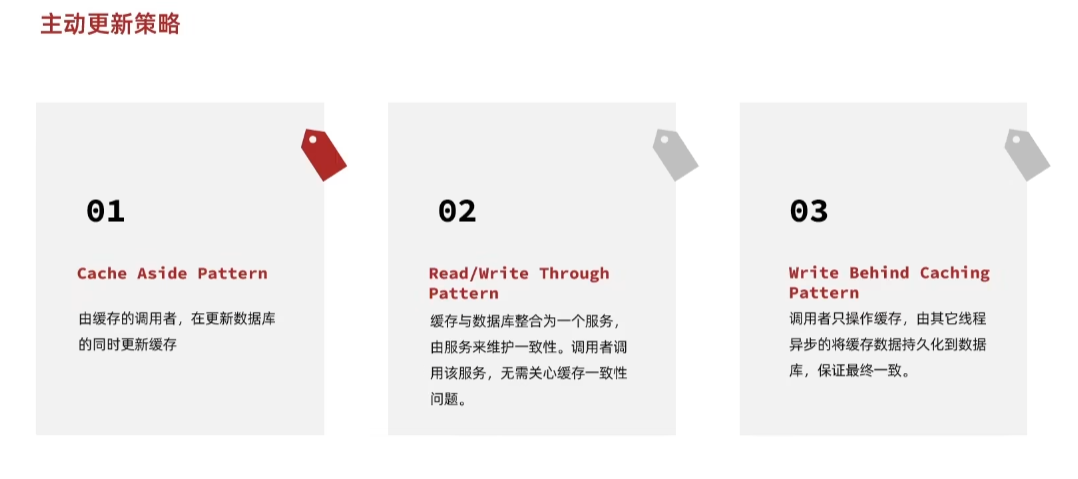 主动更新策略
01
Cache Aside Pattern
由缓存的调用者，在更新数据库
的同时更新缓存
02
Read/Write Through
Pattern
缓存与数据库整合为一个服务，
由服务来维护一致性。调用者调
用该服务，无需关心缓存一致性
问题。
03
Write Behind Caching
Pattern
调用者只操作缓存，由其它线程
异步的将缓存数据持久化到数据
库，保证最终一致。